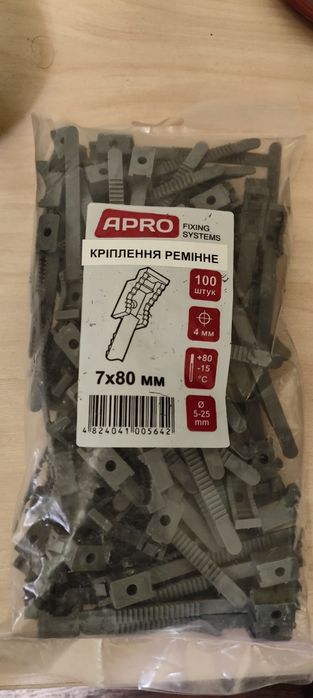 APRO
FIXING
SYSTEMS
КРІПЛЕННЯ РЕМІННЕ
100
штук
4 мм
+80
-15
°C
7x80 мм
Ø
5-25
mm
4 824041 005642